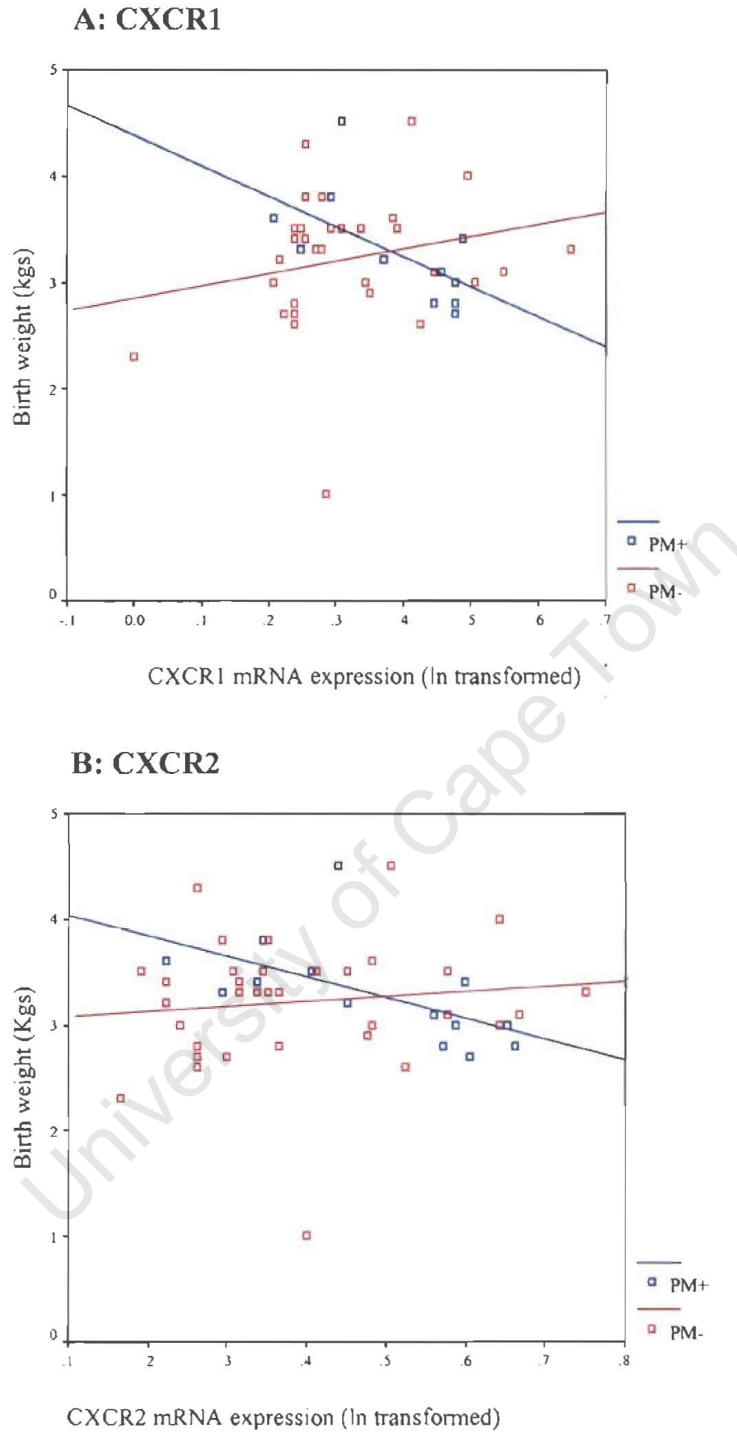 A: CXCR1
5
4
3
2
1
0
Birth weight (kgs)
-.1 0.0 .1 .2 .3 .4 .5 6 .7
CXCR1 mRNA expression (ln transformed)
PM+
PM-
B: CXCR2
5
4
3
2
1
0
Birth weight (Kgs)
.1 2 3 .4 .5 .6 .7 .8
CXCR2 mRNA expression (ln transformed)
PM+
PM-
University of Cape Town